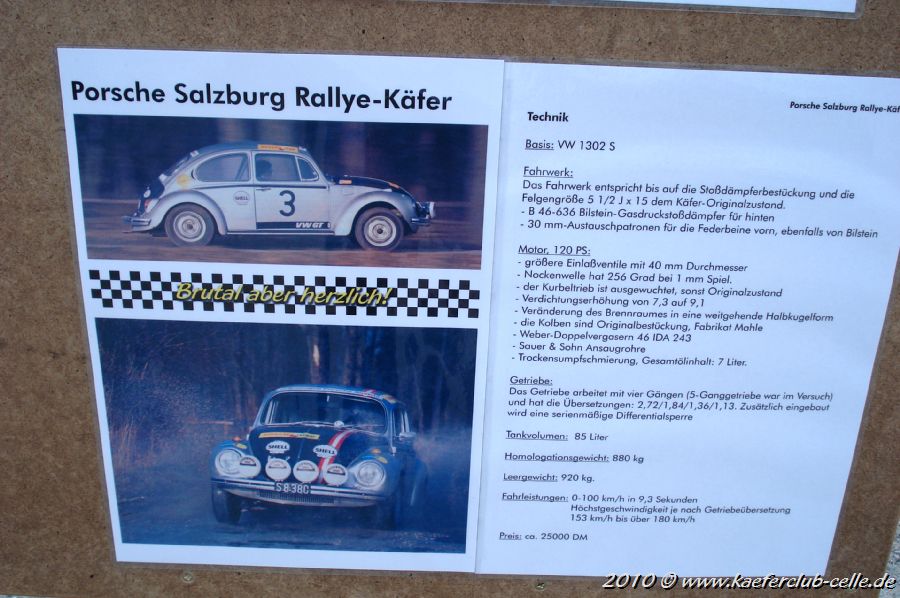 Porsche Salzburg Rallye-Käfer
3
SHELL
VW GT
Brutal aber herzlich!
SHELL
SHELL
S 8.380
Porsche Salzburg Rallye-Käf
Technik
Basis: VW 1302 S
Fahrwerk:
Das Fahrwerk entspricht bis auf die Stoßdämpferbestückung und die
Felgengröße 5 1/2 J x 15 dem Käfer-Originalzustand.
- B 46-636 Bilstein-Gasdruckstoßdämpfer für hinten
- 30 mm-Austauschpatronen für die Federbeine vorn, ebenfalls von Bilstein
Motor, 120 PS:
- größere Einlaßventile mit 40 mm Durchmesser
- Nockenwelle hat 256 Grad bei 1 mm Spiel.
- der Kurbeltrieb ist ausgewuchtet, sonst Originalzustand
- Verdichtungserhöhung von 7,3 auf 9,1
- Veränderung des Brennraumes in eine weitgehende Halbkugelform
- die Kolben sind Originalbestückung, Fabrikat Mahle
- Weber-Doppelvergasern 46 IDA 243
- Sauer & Sohn Ansaugrohre
- Trockensumpfschmierung, Gesamtölinhalt: 7 Liter.
Getriebe:
Das Getriebe arbeitet mit vier Gängen (5-Ganggetriebe war im Versuch)
und hat die Übersetzungen: 2,72/1,84/1,36/1,13. Zusätzlich eingebaut
wird eine serienmäßige Differentialsperre
Tankvolumen: 85 Liter
Homologationsgewicht: 880 kg
Leergewicht: 920 kg.
Fahrleistungen: 0-100 km/h in 9,3 Sekunden
Höchstgeschwindigkeit je nach Getriebeübersetzung
153 km/h bis über 180 km/h
Preis: ca. 25000 DM
2010 © www.kaeferclub-celle.de